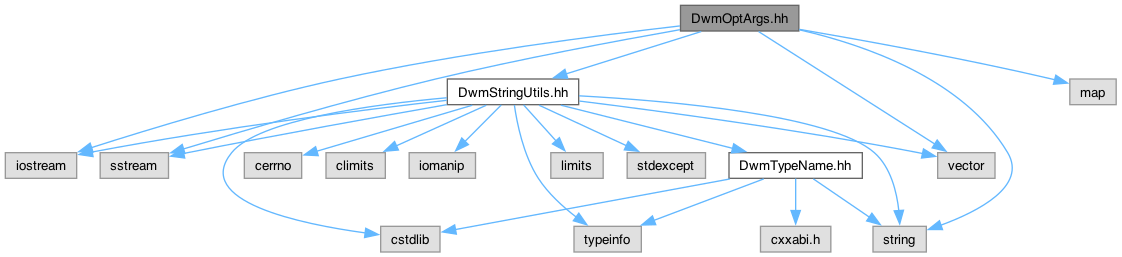 DwmOptArgs.hh
DwmStringUtils.hh
map
iostream
sstream
cerrno
climits
iomanip
limits
stdexcept
DwmTypeName.hh
vector
cstdlib
typeinfo
cxxabi.h
string